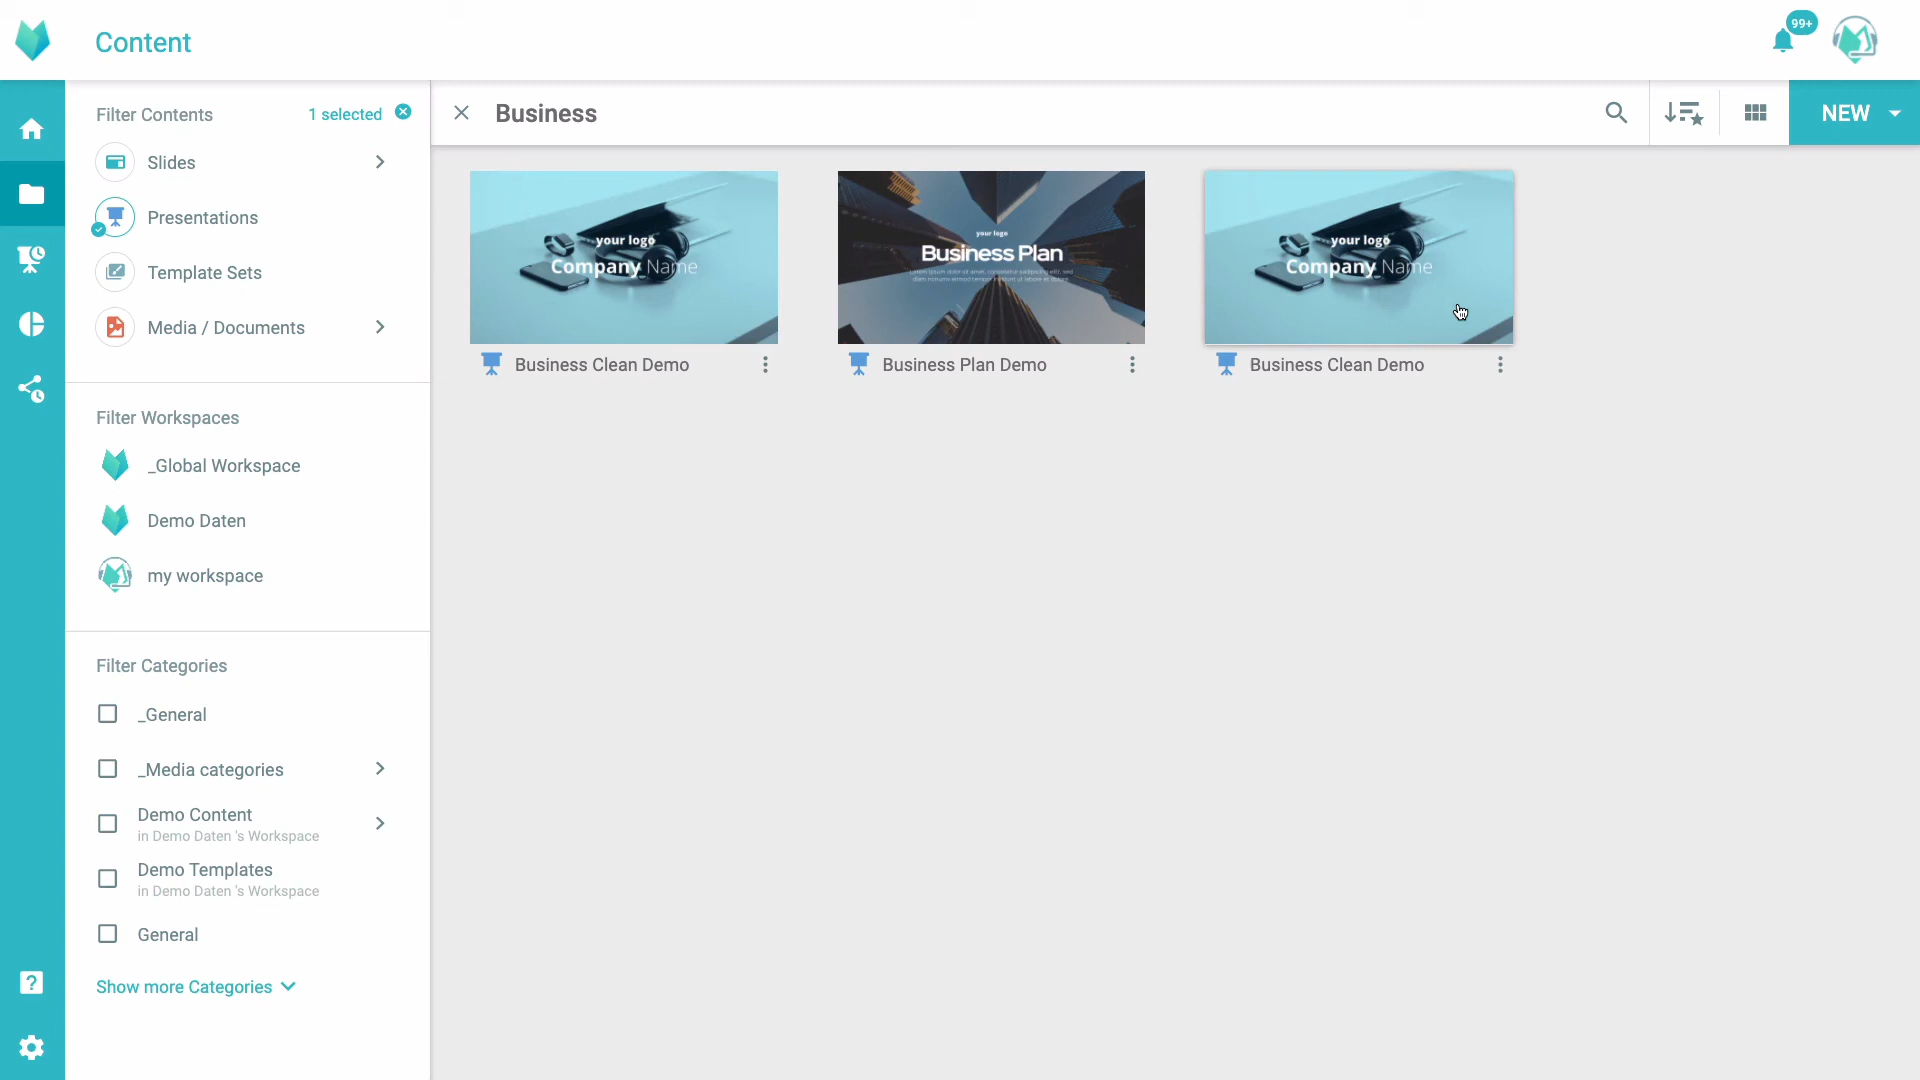 Content
99+
Filter Contents
1 selected
Slides
Presentations
Template Sets
Media / Documents
Filter Workspaces
_Global Workspace
Demo Daten
my workspace
Filter Categories
_General
_Media categories
Demo Content
in Demo Daten 's Workspace
Demo Templates
in Demo Daten 's Workspace
General
Show more Categories
?
Business
NEW
your logo
Company Name
Business Clean Demo
your logo
Business Plan
Business Plan Demo
your logo
Company Name
Business Clean Demo